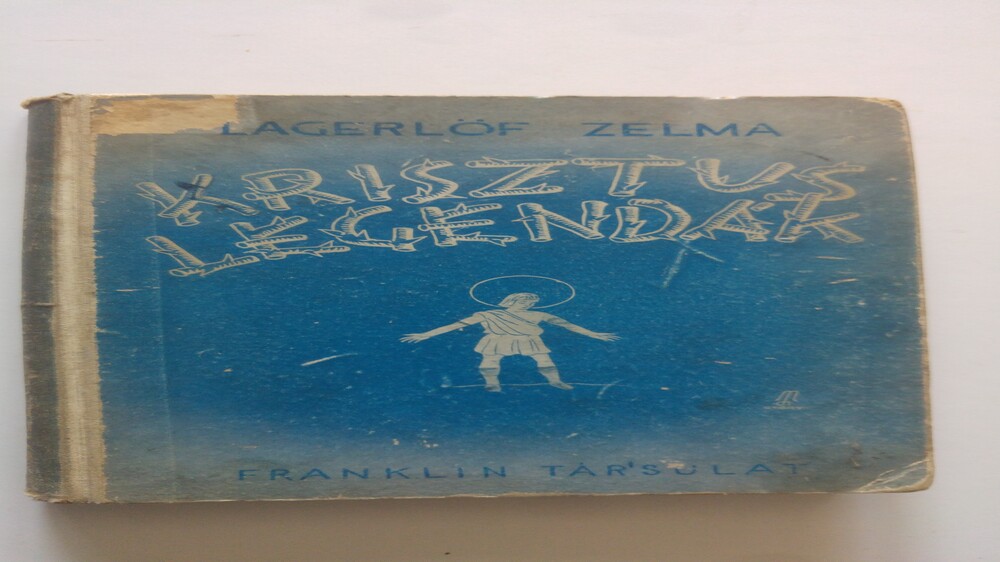 LAGERLÖF ZELMA
KRISZTUS
LEGENDÁK
FRANKLIN TÁRSULAT